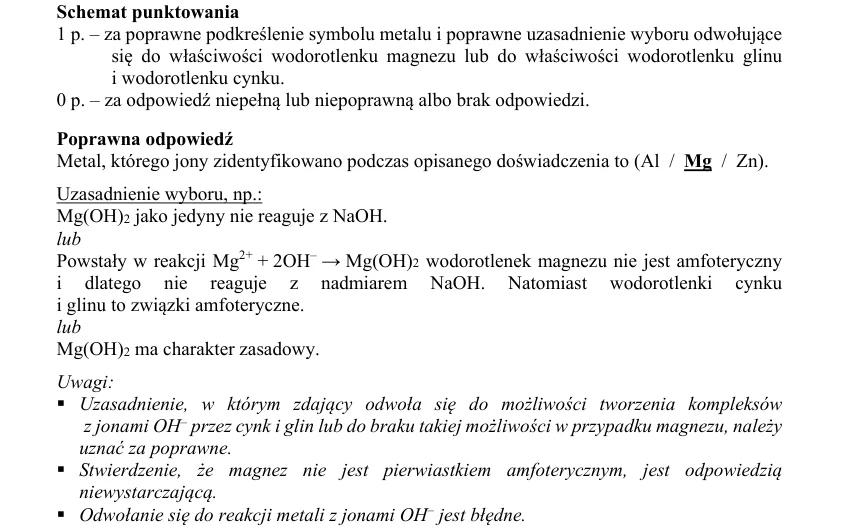 Schemat punktowania
1 p. – za poprawne podkreślenie symbolu metalu i poprawne uzasadnienie wyboru odwołujące
się do właściwości wodorotlenku magnezu lub do właściwości wodorotlenku glinu
i wodorotlenku cynku.
0 p. – za odpowiedź niepełną lub niepoprawną albo brak odpowiedzi.
Poprawna odpowiedź
Metal, którego jony zidentyfikowano podczas opisanego doświadczenia to (Al / Mg / Zn).
Uzasadnienie wyboru, np.:
Mg(OH)₂ jako jedyny nie reaguje z NaOH.
lub
Powstały w reakcji Mg²⁺ + 2OH⁻ → Mg(OH)₂ wodorotlenek magnezu nie jest amfoteryczny
i dlatego nie reaguje z nadmiarem NaOH. Natomiast wodorotlenki cynku
i glinu to związki amfoteryczne.
lub
Mg(OH)₂ ma charakter zasadowy.
Uwagi:
▪ Uzasadnienie, w którym zdający odwoła się do możliwości tworzenia kompleksów
z jonami OH⁻ przez cynk i glin lub do braku takiej możliwości w przypadku magnezu, należy
uznać za poprawne.
▪ Stwierdzenie, że magnez nie jest pierwiastkiem amfoterycznym, jest odpowiedzią
niewystarczającą.
▪ Odwołanie się do reakcji metali z jonami OH⁻ jest błędne.